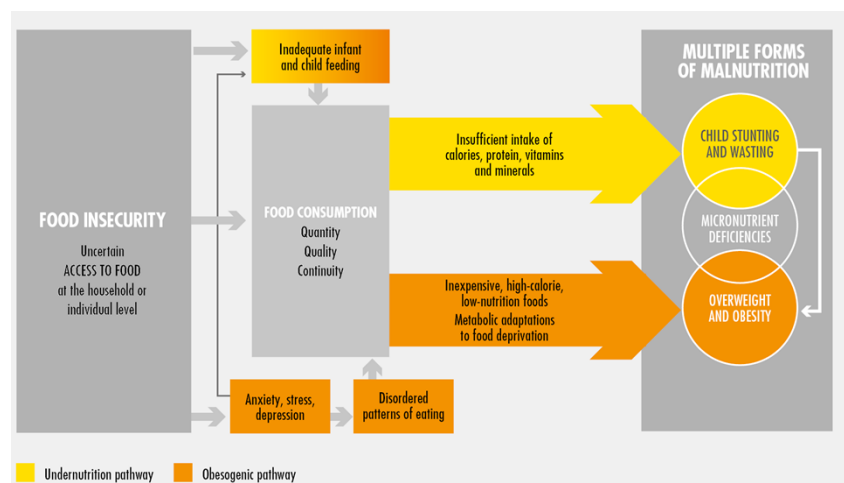 Inadequate infant
and child feeding
FOOD INSECURITY
Uncertain
ACCESS TO FOOD
at the household or
individual level
FOOD CONSUMPTION
Quantity
Quality
Continuity
Anxiety, stress,
depression
Disordered
patterns of eating
Insufficient intake of
calories, protein, vitamins
and minerals
Inexpensive, high-calorie,
low-nutrition foods
Metabolic adaptations
to food deprivation
MULTIPLE FORMS
OF MALNUTRITION
CHILD STUNTING
AND WASTING
MICRONUTRIENT
DEFICIENCIES
OVERWEIGHT
AND OBESITY
Undernutrition pathway
Obesogenic pathway